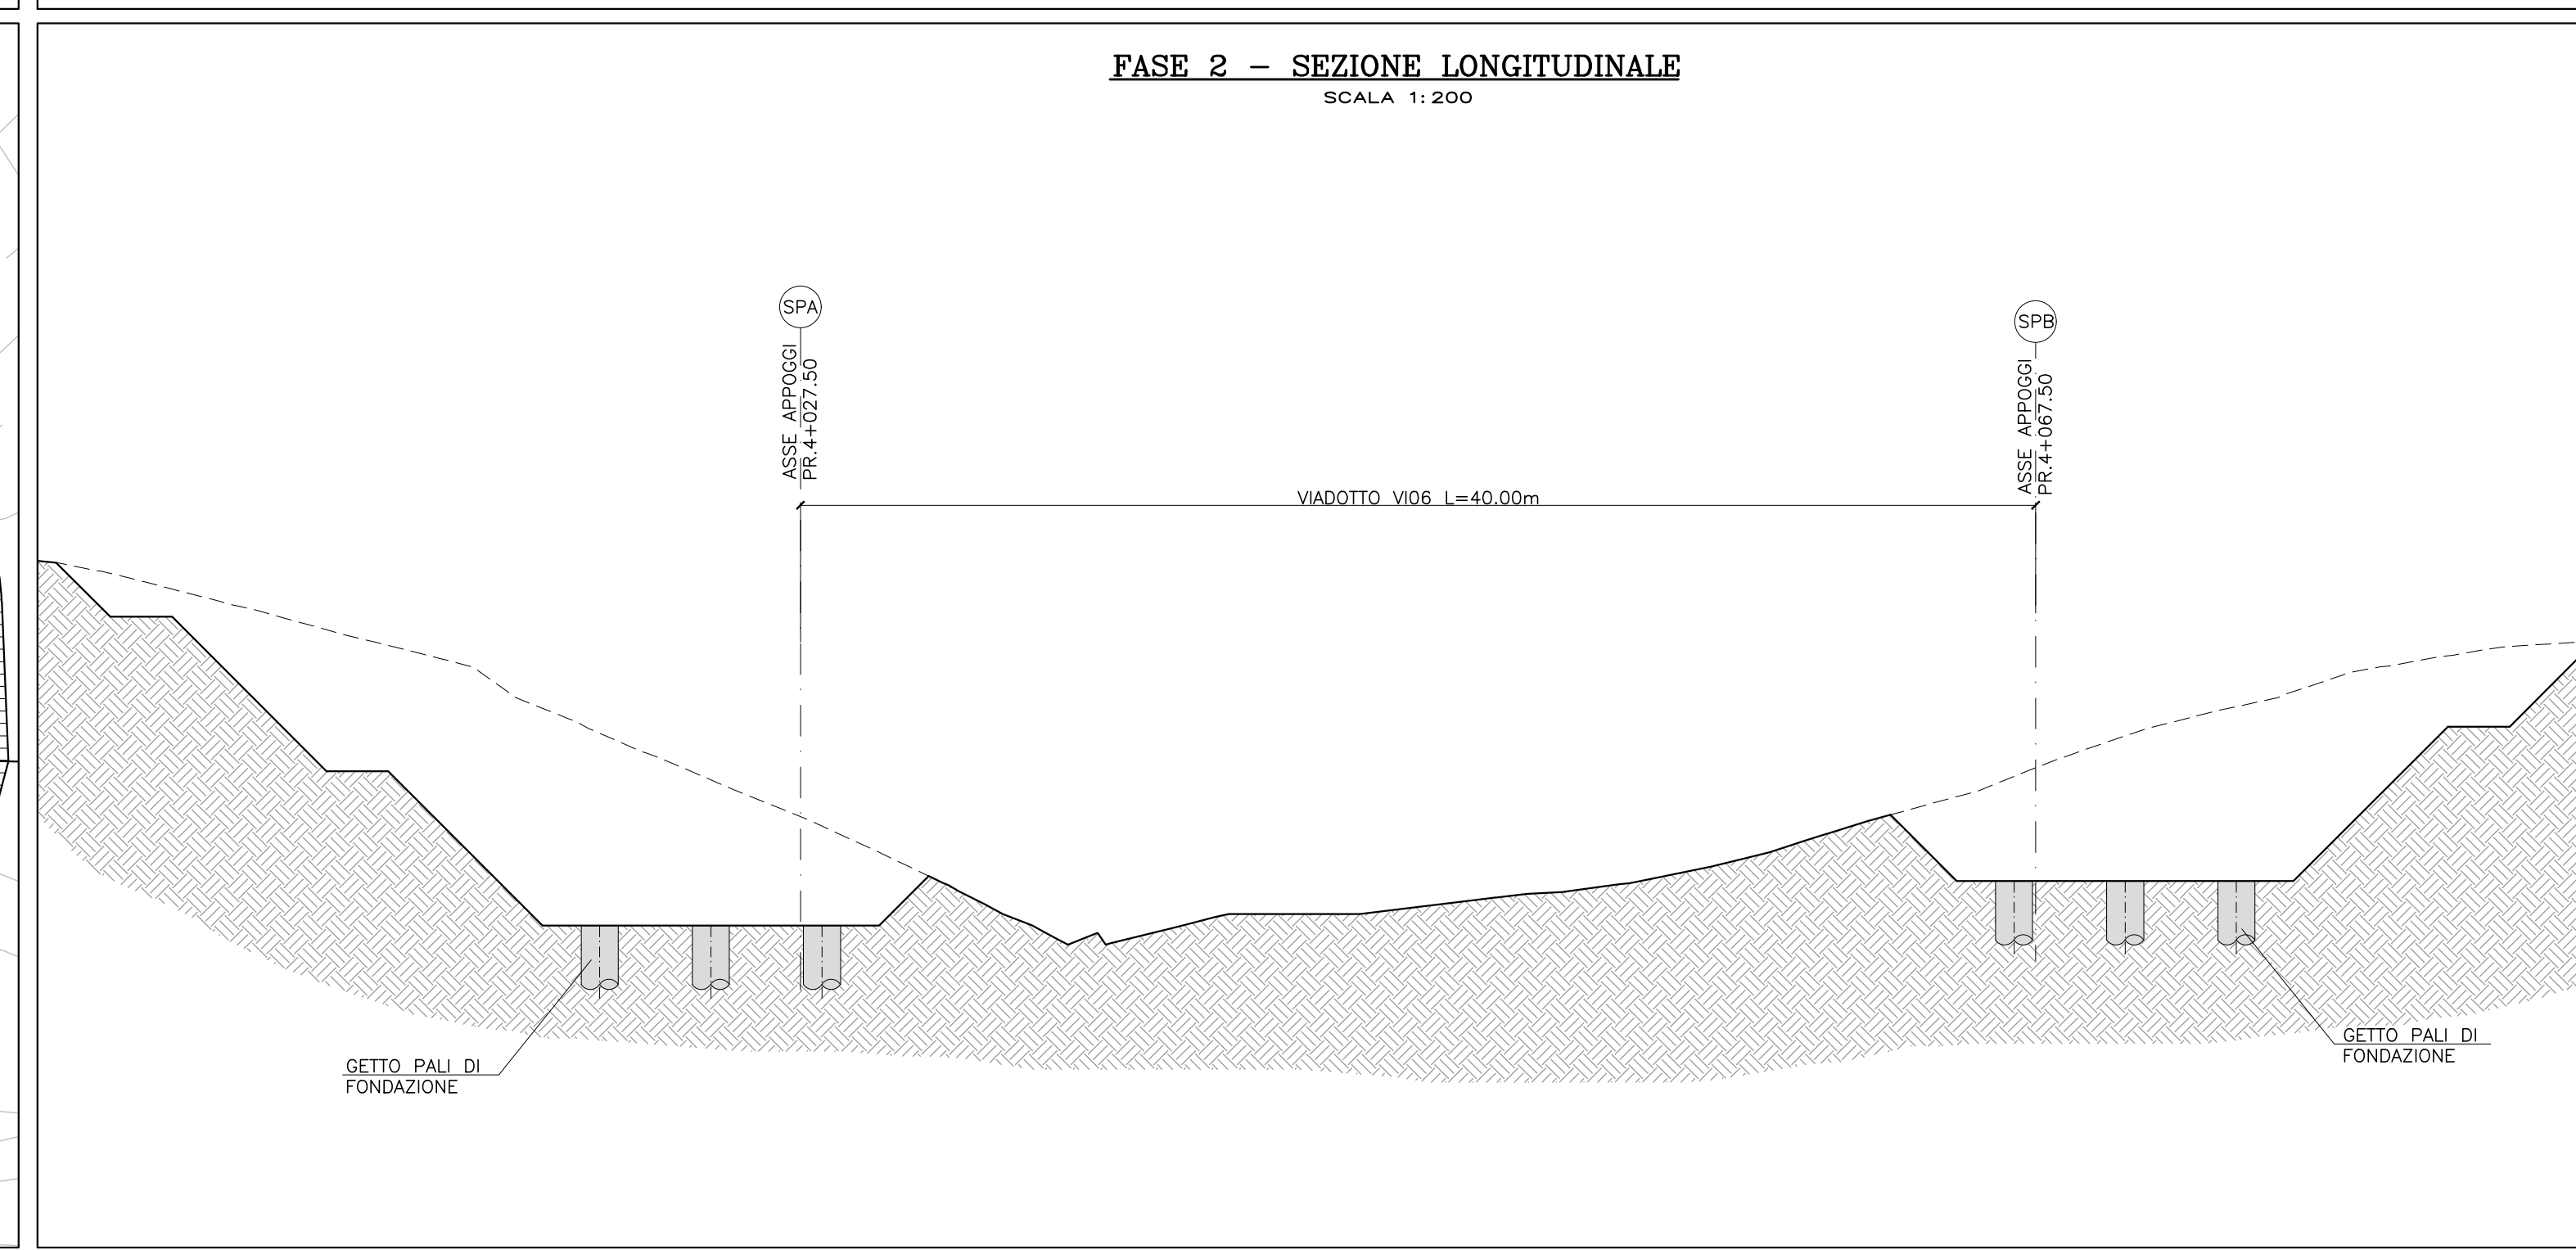 FASE 2 - SEZIONE LONGITUDINALE
SCALA 1:200
SPA
ASSE APPOGGI
PR.4+027.50
SPB
ASSE APPOGGI
PR.4+067.50
VIADOTTO VI06 L=40.00m
GETTO PALI DI
FONDAZIONE
GETTO PALI DI
FONDAZIONE